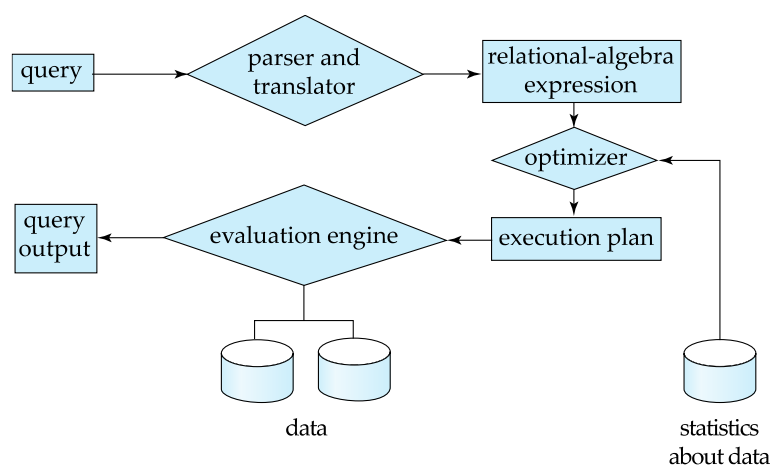 query
parser and
translator
relational-algebra
expression
optimizer
query
output
evaluation engine
execution plan
data
statistics
about data